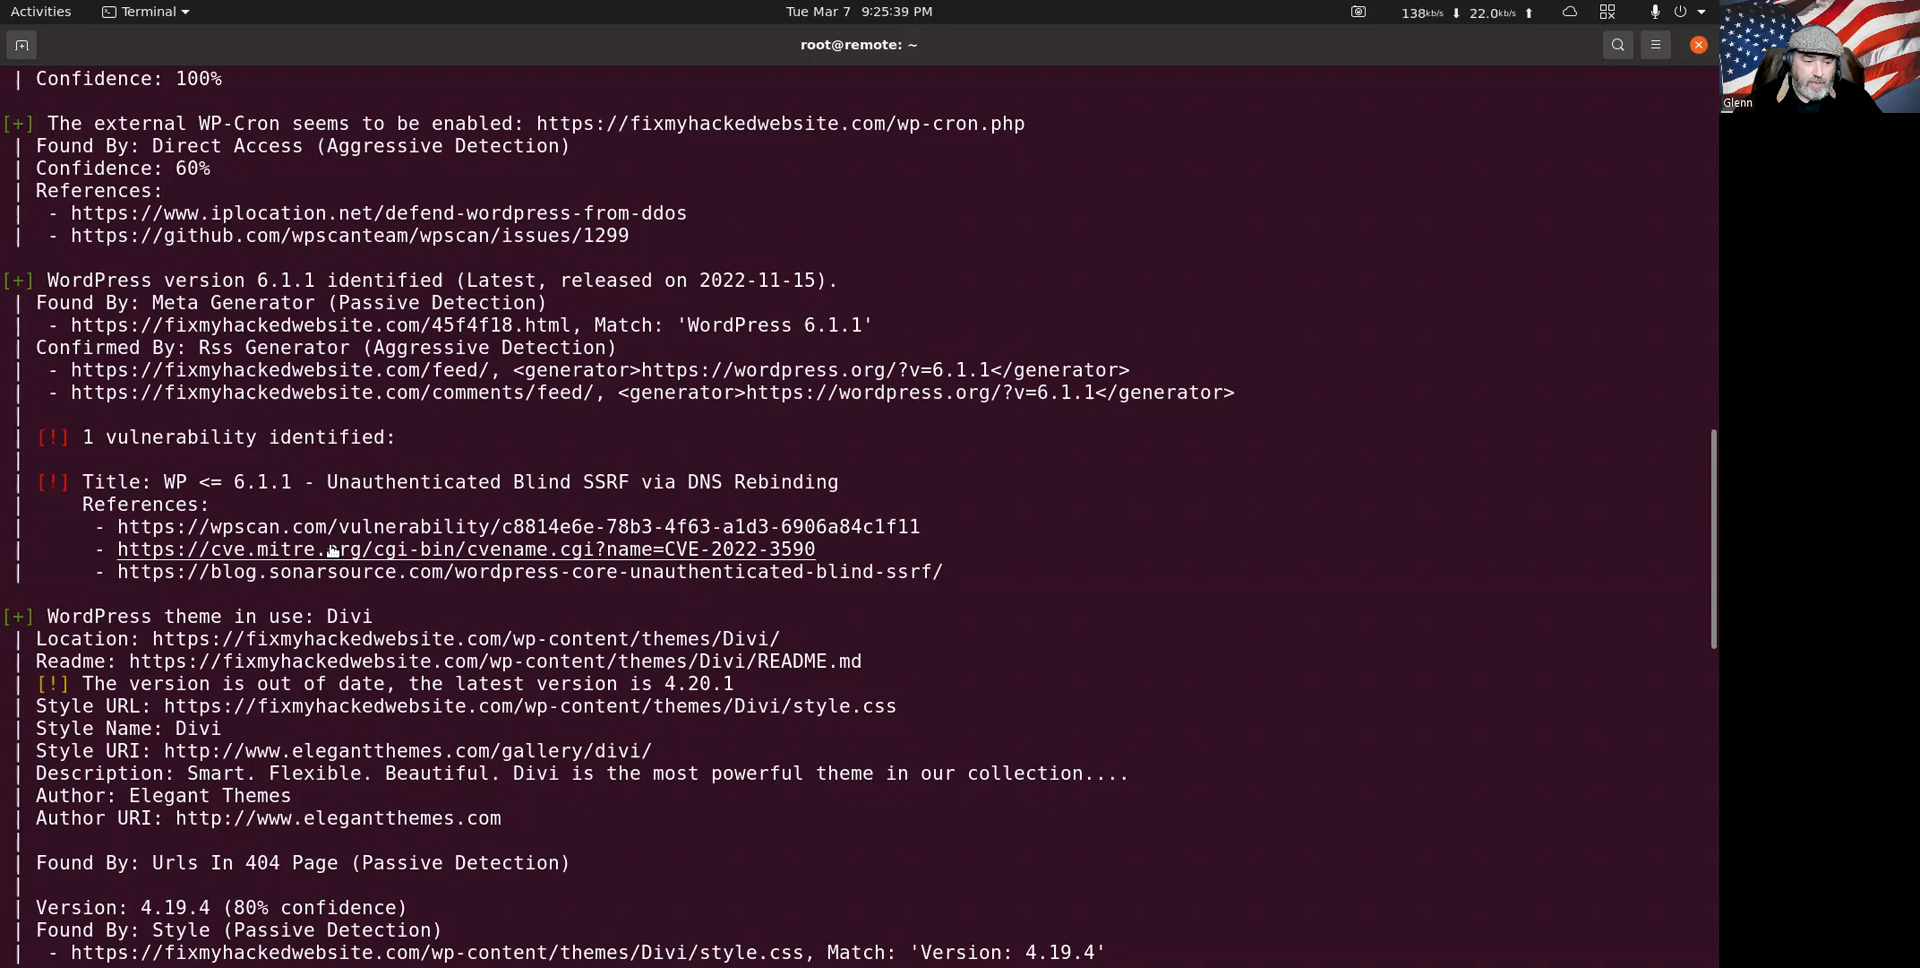 Activities Terminal Tue Mar 7 9:25:39 PM 138kb/s ⬇ 22.0kb/s ⬆
root@remote: ~
Glenn
| Confidence: 100%
[+] The external WP-Cron seems to be enabled: https://fixmyhackedwebsite.com/wp-cron.php
| Found By: Direct Access (Aggressive Detection)
| Confidence: 60%
| References:
|  - https://www.iplocation.net/defend-wordpress-from-ddos
|  - https://github.com/wpscanteam/wpscan/issues/1299
[+] WordPress version 6.1.1 identified (Latest, released on 2022-11-15).
| Found By: Meta Generator (Passive Detection)
|  - https://fixmyhackedwebsite.com/45f4f18.html, Match: 'WordPress 6.1.1'
| Confirmed By: Rss Generator (Aggressive Detection)
|  - https://fixmyhackedwebsite.com/feed/, <generator>https://wordpress.org/?v=6.1.1</generator>
|  - https://fixmyhackedwebsite.com/comments/feed/, <generator>https://wordpress.org/?v=6.1.1</generator>
|
| [!] 1 vulnerability identified:
|
| [!] Title: WP <= 6.1.1 - Unauthenticated Blind SSRF via DNS Rebinding
|     References:
|      - https://wpscan.com/vulnerability/c8814e6e-78b3-4f63-a1d3-6906a84c1f11
|      - https://cve.mitre.org/cgi-bin/cvename.cgi?name=CVE-2022-3590
|      - https://blog.sonarsource.com/wordpress-core-unauthenticated-blind-ssrf/
[+] WordPress theme in use: Divi
| Location: https://fixmyhackedwebsite.com/wp-content/themes/Divi/
| Readme: https://fixmyhackedwebsite.com/wp-content/themes/Divi/README.md
| [!] The version is out of date, the latest version is 4.20.1
| Style URL: https://fixmyhackedwebsite.com/wp-content/themes/Divi/style.css
| Style Name: Divi
| Style URI: http://www.elegantthemes.com/gallery/divi/
| Description: Smart. Flexible. Beautiful. Divi is the most powerful theme in our collection....
| Author: Elegant Themes
| Author URI: http://www.elegantthemes.com
|
| Found By: Urls In 404 Page (Passive Detection)
|
| Version: 4.19.4 (80% confidence)
| Found By: Style (Passive Detection)
|  - https://fixmyhackedwebsite.com/wp-content/themes/Divi/style.css, Match: 'Version: 4.19.4'